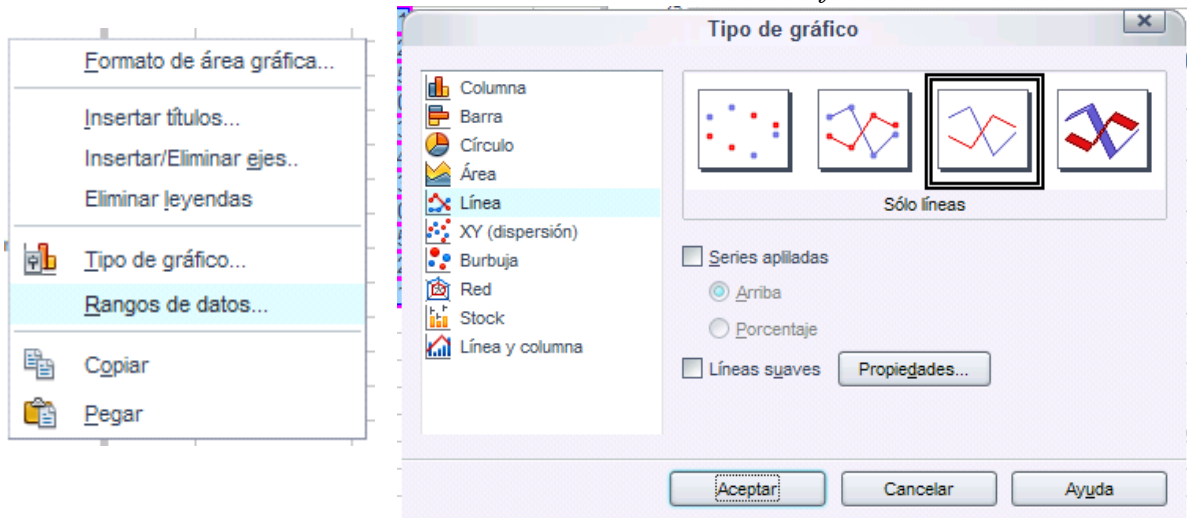 Formato de área gráfica...
Insertar títulos...
Insertar/Eliminar ejes..
Eliminar leyendas
Tipo de gráfico...
Rangos de datos...
Copiar
Pegar
Tipo de gráfico
Columna
Barra
Círculo
Área
Línea
XY (dispersión)
Burbuja
Red
Stock
Línea y columna
Sólo líneas
Series apliladas
Arriba
Porcentaje
Líneas suaves
Propiedades...
Aceptar
Cancelar
Ayuda